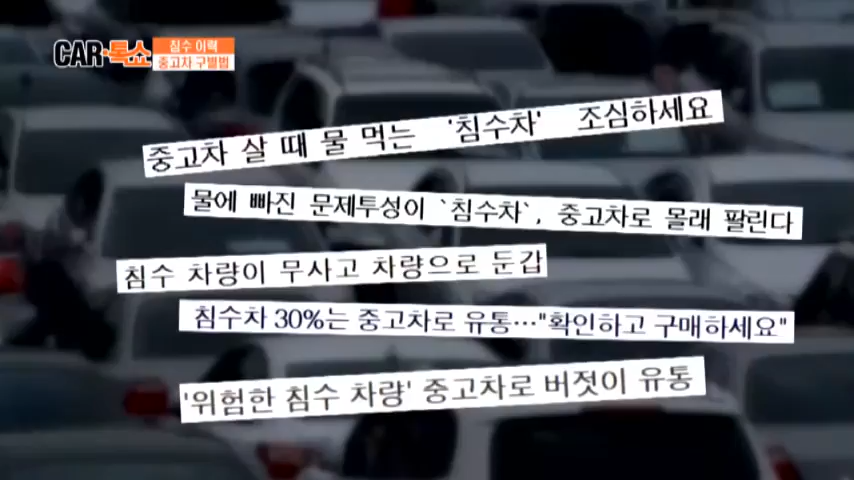 CAR·톡쇼
침수 이력
중고차 구별법
중고차 살 때 물 먹는 '침수차' 조심하세요
물에 빠진 문제투성이 `침수차`, 중고차로 몰래 팔린다
침수 차량이 무사고 차량으로 둔갑
침수차 30%는 중고차로 유통…"확인하고 구매하세요"
'위험한 침수 차량' 중고차로 버젓이 유통